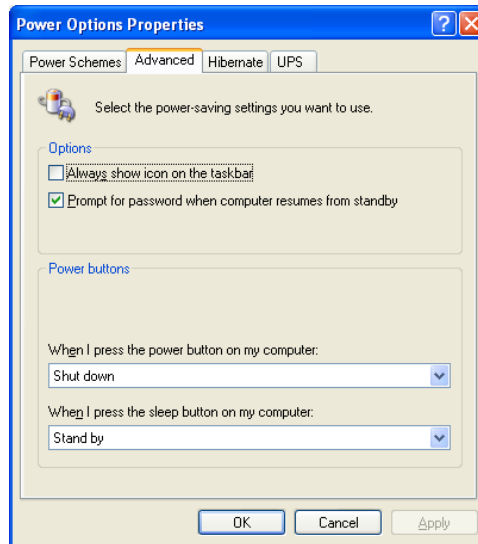 Power Options Properties
Power Schemes Advanced Hibernate UPS
Select the power-saving settings you want to use.
Options
Always show icon on the taskbar
Prompt for password when computer resumes from standby
Power buttons
When I press the power button on my computer:
Shut down
When I press the sleep button on my computer:
Stand by
OK Cancel Apply